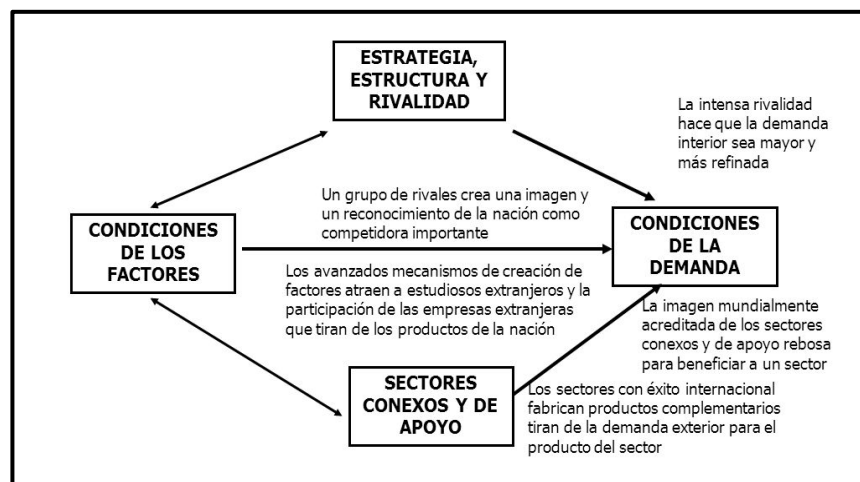 ESTRATEGIA,
ESTRUCTURA Y
RIVALIDAD
La intensa rivalidad
hace que la demanda
interior sea mayor y
más refinada
Un grupo de rivales crea una imagen y
un reconocimiento de la nación como
competidora importante
CONDICIONES
DE LOS
FACTORES
CONDICIONES
DE LA
DEMANDA
Los avanzados mecanismos de creación de
factores atraen a estudiosos extranjeros y la
participación de las empresas extranjeras
que tiran de los productos de la nación
La imagen mundialmente
acreditada de los sectores
conexos y de apoyo rebosa
para beneficiar a un sector
SECTORES
CONEXOS Y DE
APOYO
Los sectores con éxito internacional
fabrican productos complementarios
tiran de la demanda exterior para el
producto del sector